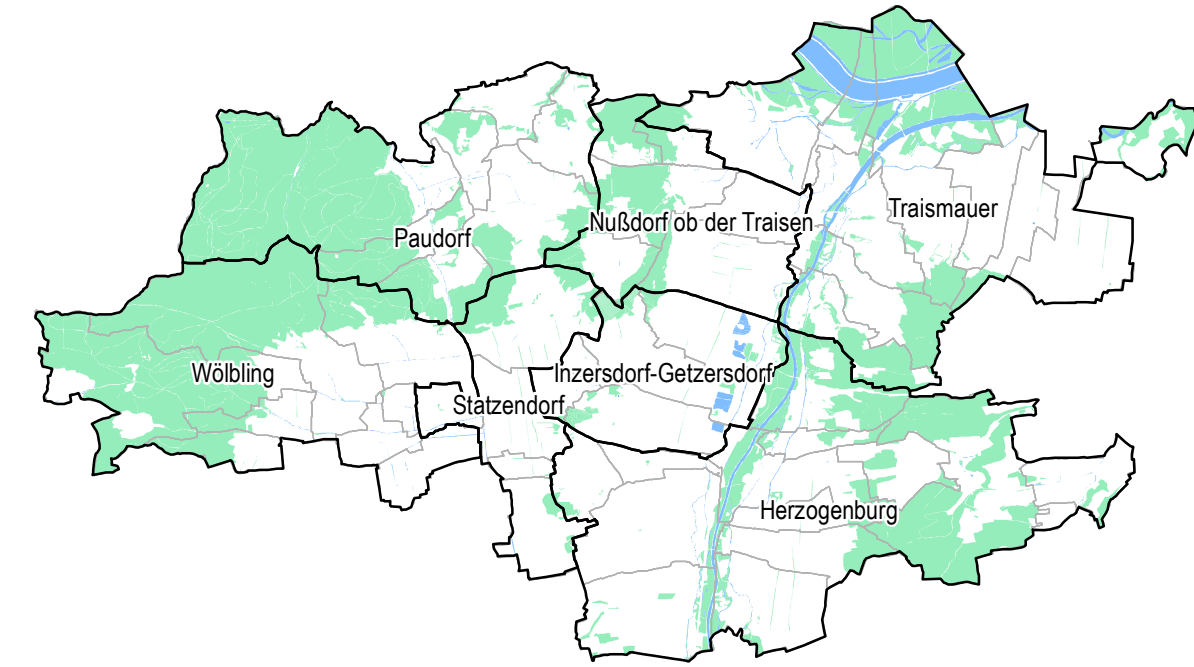 Traismauer
Nußdorf ob der Traisen
Paudorf
Wölbling
Inzersdorf-Getzersdorf
Statzendorf
Herzogenburg